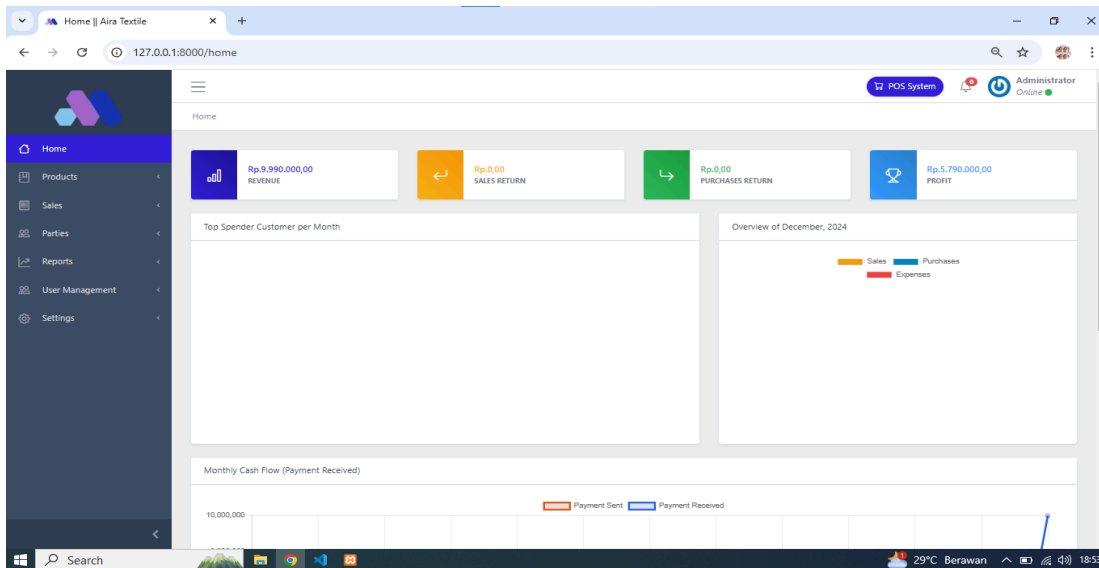 Home || Aira Textile
127.0.0.1:8000/home
POS System
0
Administrator
Online
Home
Home
Products
Sales
Parties
Reports
User Management
Settings
Rp.9.990.000,00
REVENUE
Rp.0,00
SALES RETURN
Rp.0,00
PURCHASES RETURN
Rp.5.790.000,00
PROFIT
Top Spender Customer per Month
Overview of December, 2024
Sales Purchases
Expenses
Monthly Cash Flow (Payment Received)
Payment Sent Payment Received
10,000,000
Search
1
29°C Berawan
18:53